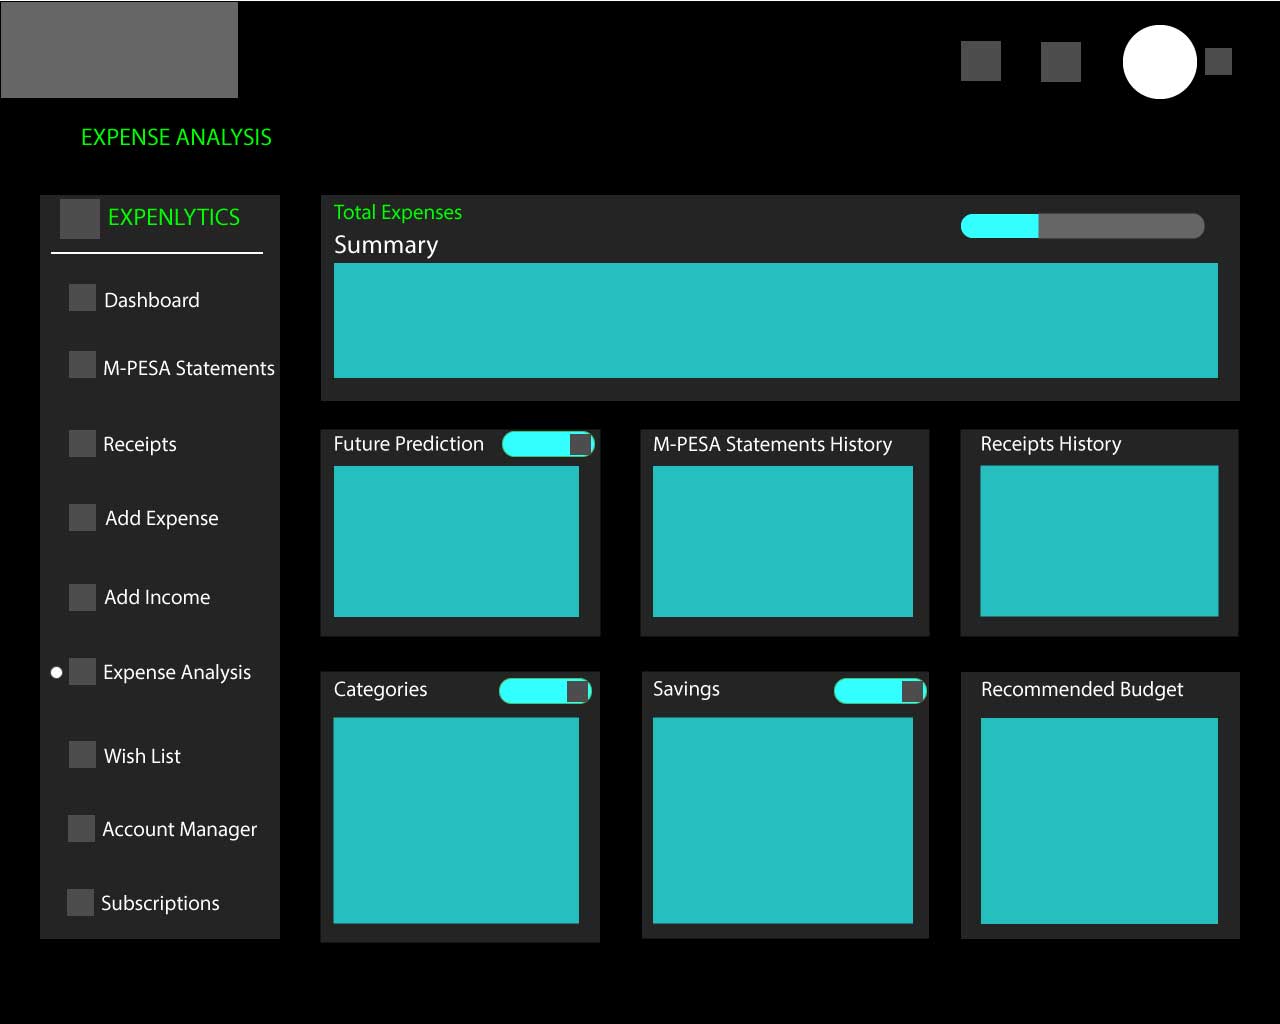 EXPENSE ANALYSIS
EXPENLYTICS
Dashboard
M-PESA Statements
Receipts
Add Expense
Add Income
Expense Analysis
Wish List
Account Manager
Subscriptions
Total Expenses
Summary
Future Prediction
M-PESA Statements History
Receipts History
Categories
Savings
Recommended Budget